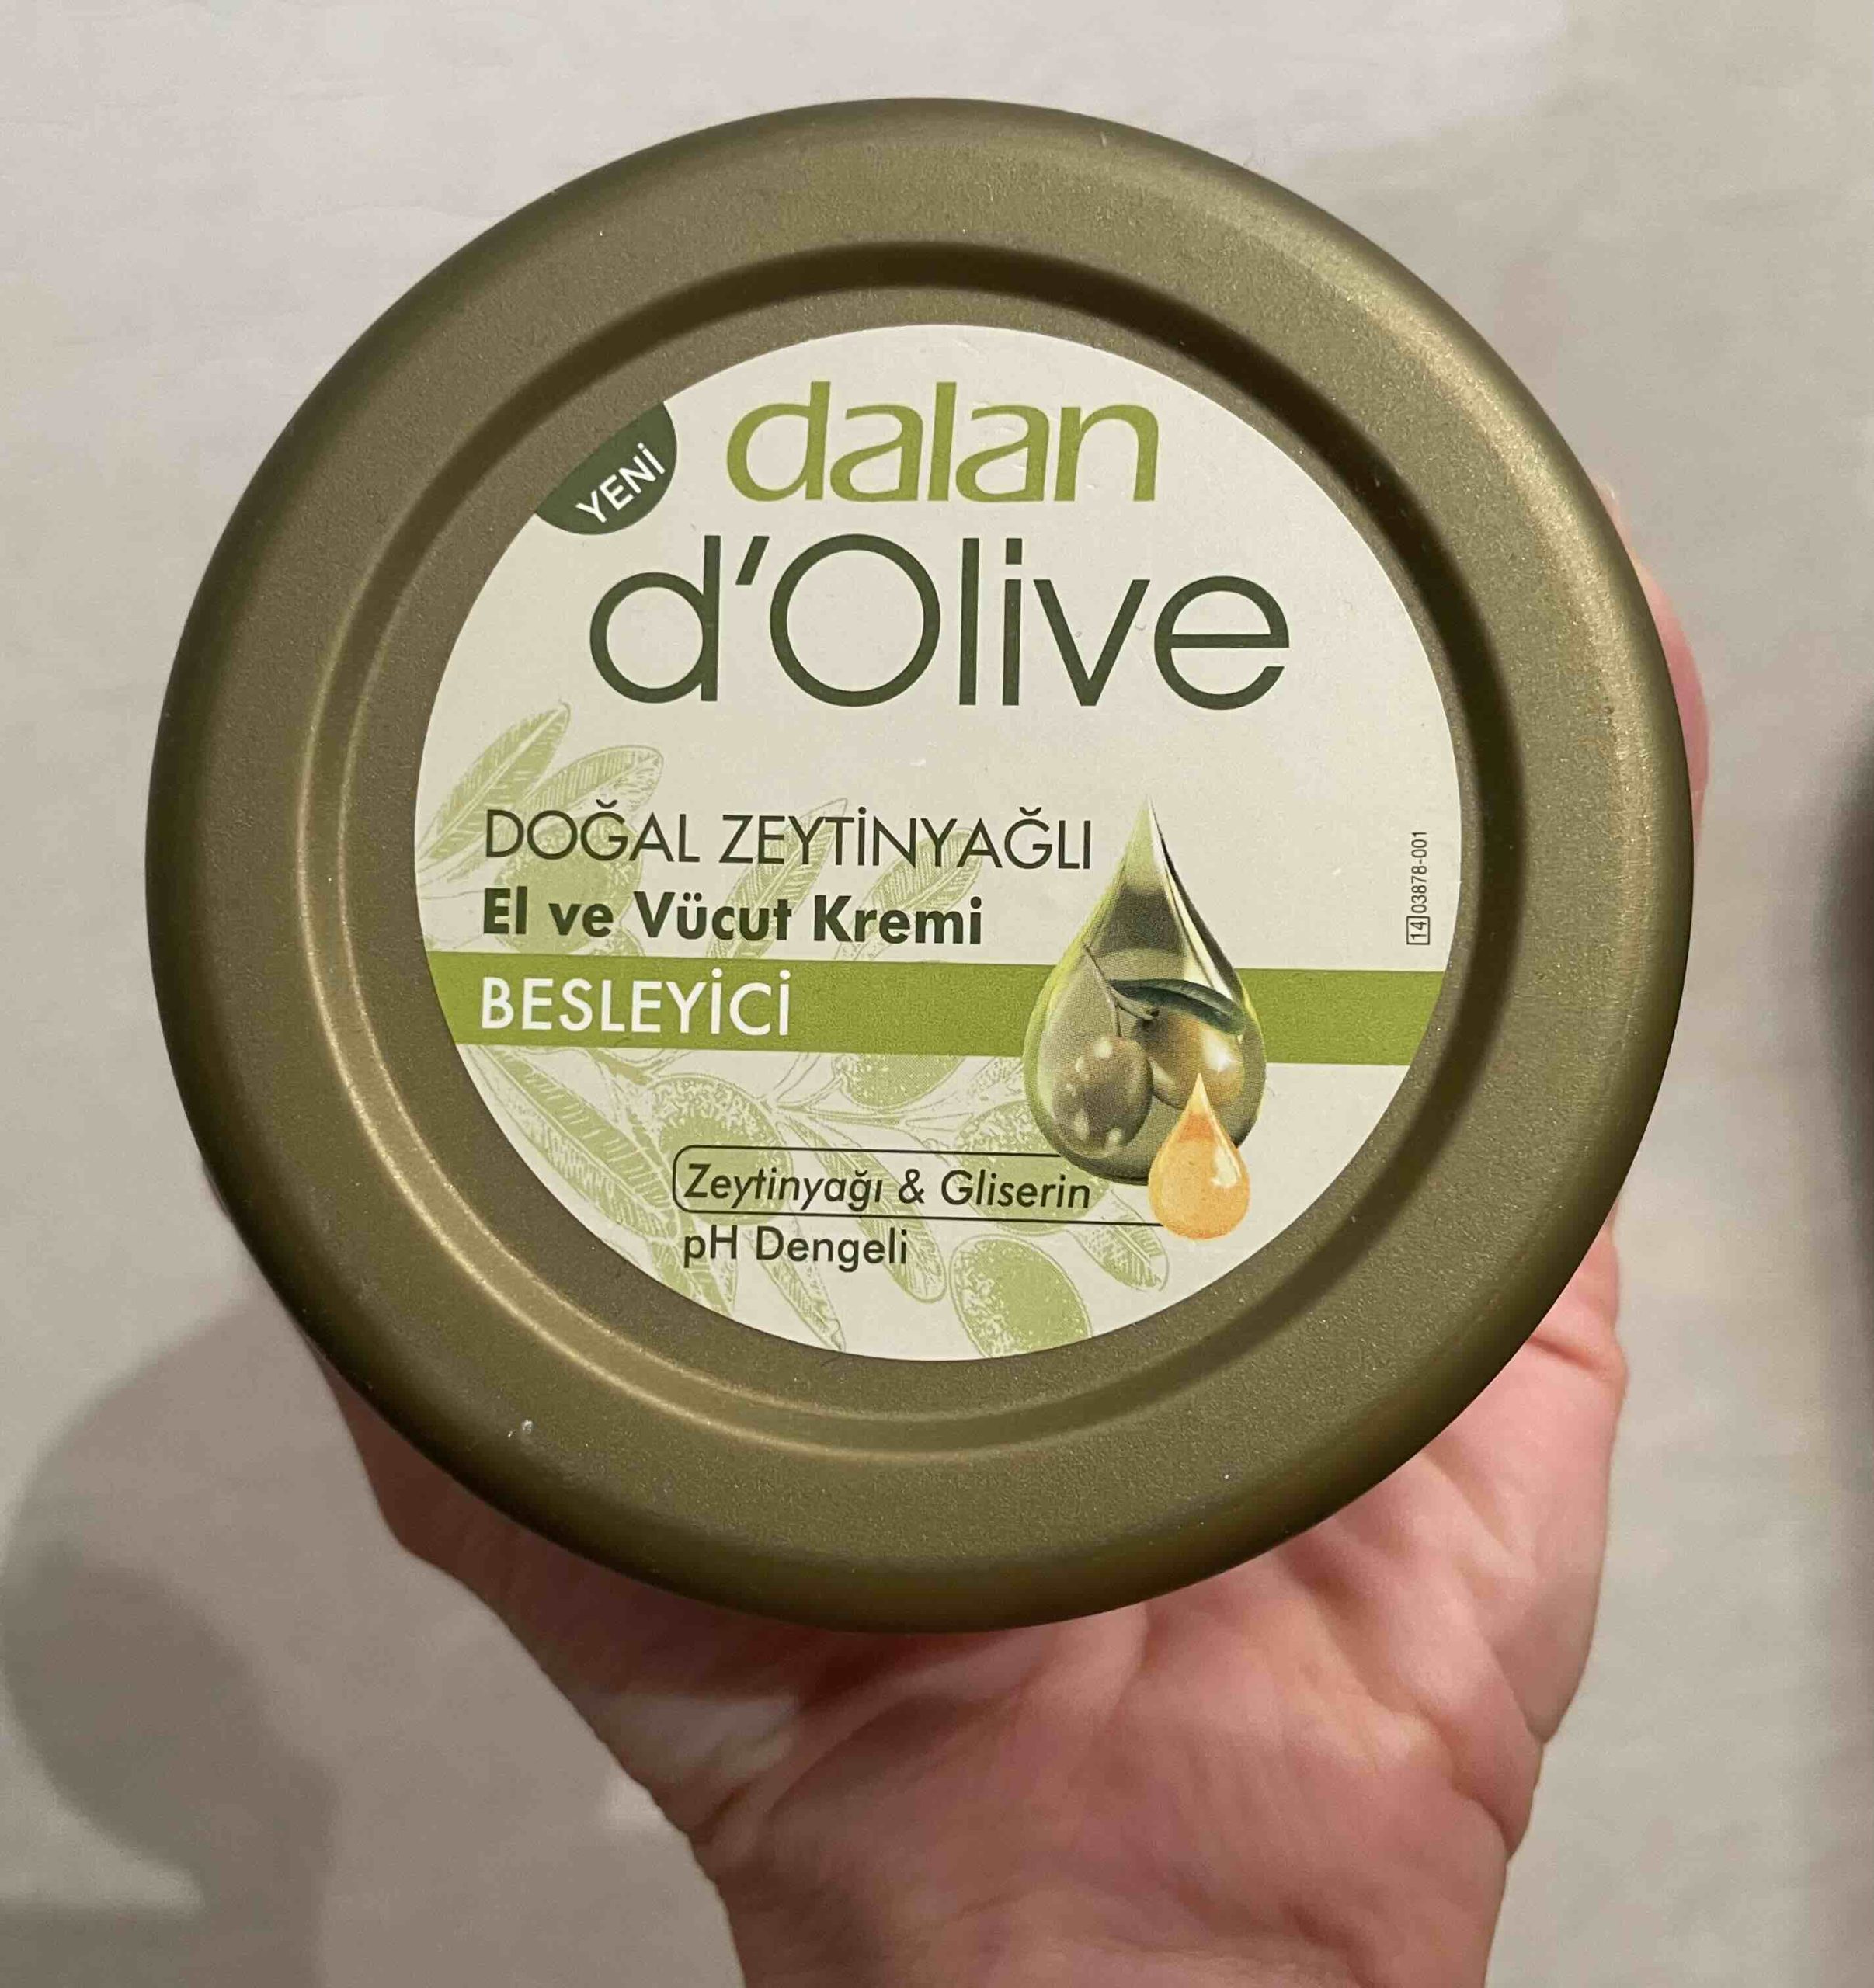 YENİ
dalan
d'Olive
DOĞAL ZEYTİNYAĞLI
El ve Vücut Kremi
BESLEYİCİ
Zeytinyağı & Gliserin
pH Dengeli
14 03878-001